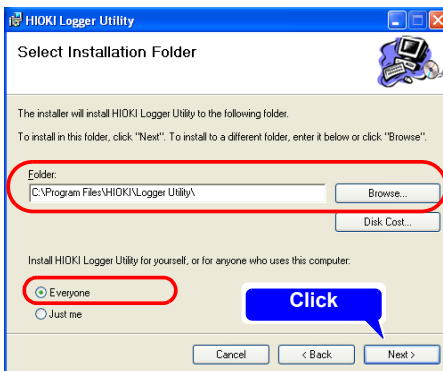 HIOKI Logger Utility
Select Installation Folder
The installer will install HIOKI Logger Utility to the following folder.
To install in this folder, click "Next". To install to a different folder, enter it below or click "Browse".
Folder:
C:\Program Files\HIOKI\Logger Utility\
Browse...
Disk Cost...
Install HIOKI Logger Utility for yourself, or for anyone who uses this computer:
Everyone
Click
Just me
Cancel
< Back
Next >